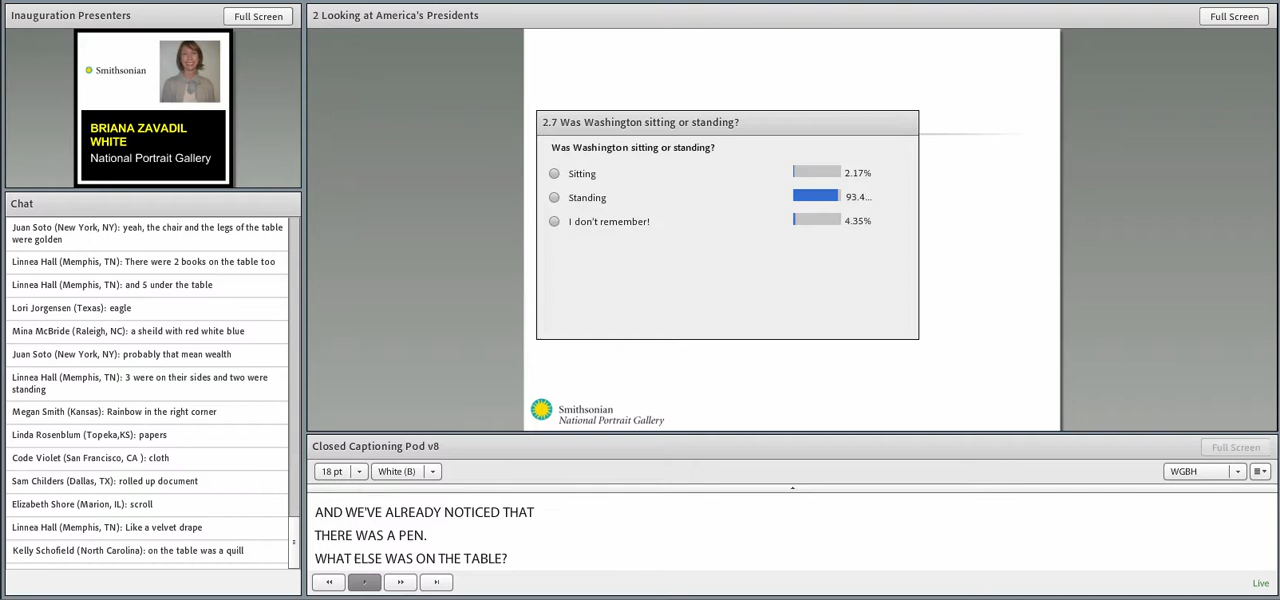 Inauguration Presenters
Full Screen
Smithsonian
BRIANA ZAVADIL
WHITE
National Portrait Gallery
Chat
Juan Soto (New York, NY): yeah, the chair and the legs of the table
were golden
Linnea Hall (Memphis, TN): There were 2 books on the table too
Linnea Hall (Memphis, TN): and 5 under the table
Lori Jorgensen (Texas): eagle
Mina McBride (Raleigh, NC): a sheild with red white blue
Juan Soto (New York, NY): probably that mean wealth
Linnea Hall (Memphis, TN): 3 were on their sides and two were
standing
Megan Smith (Kansas): Rainbow in the right corner
Linda Rosenblum (Topeka,KS): papers
Code Violet (San Francisco, CA ): cloth
Sam Childers (Dallas, TX): rolled up document
Elizabeth Shore (Marion, IL): scroll
Linnea Hall (Memphis, TN): Like a velvet drape
Kelly Schofield (North Carolina): on the table was a quill
2 Looking at America's Presidents
Full Screen
2.7 Was Washington sitting or standing?
Was Washington sitting or standing?
Sitting 2.17%
Standing 93.4...
I don't remember! 4.35%
Smithsonian
National Portrait Gallery
Closed Captioning Pod v8
Full Screen
18 pt White (B) WGBH
AND WE'VE ALREADY NOTICED THAT
THERE WAS A PEN.
WHAT ELSE WAS ON THE TABLE?
Live